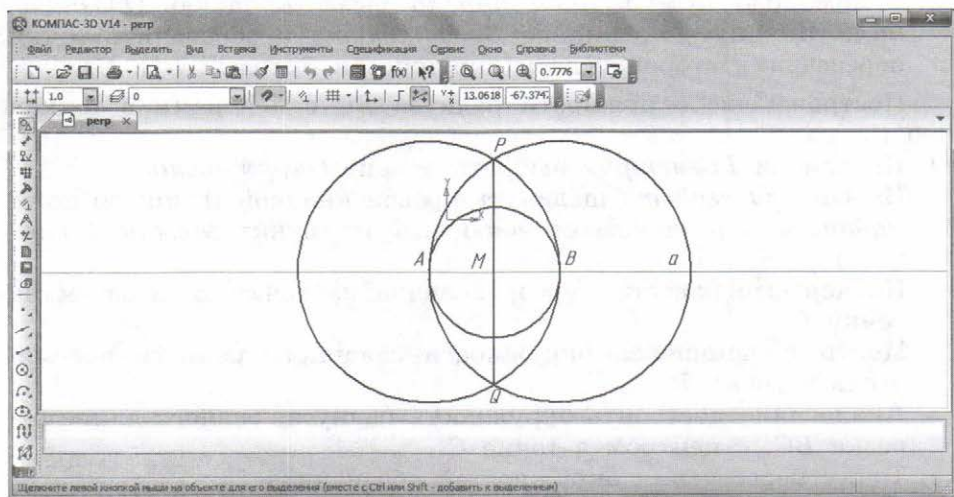 КОМПАС-3D V14 - perp
Файл Редактор Выделить Вид Вставка Инструменты Спецификация Сервис Окно Справка Библиотеки
f(x) 0.7776
1.0 0 13.0618 -67.374
perp
P
Y
X
A M B a
Q
Щелкните левой кнопкой мыши на объекте для его выделения (вместе с Ctrl или Shift - добавить к выделенным)